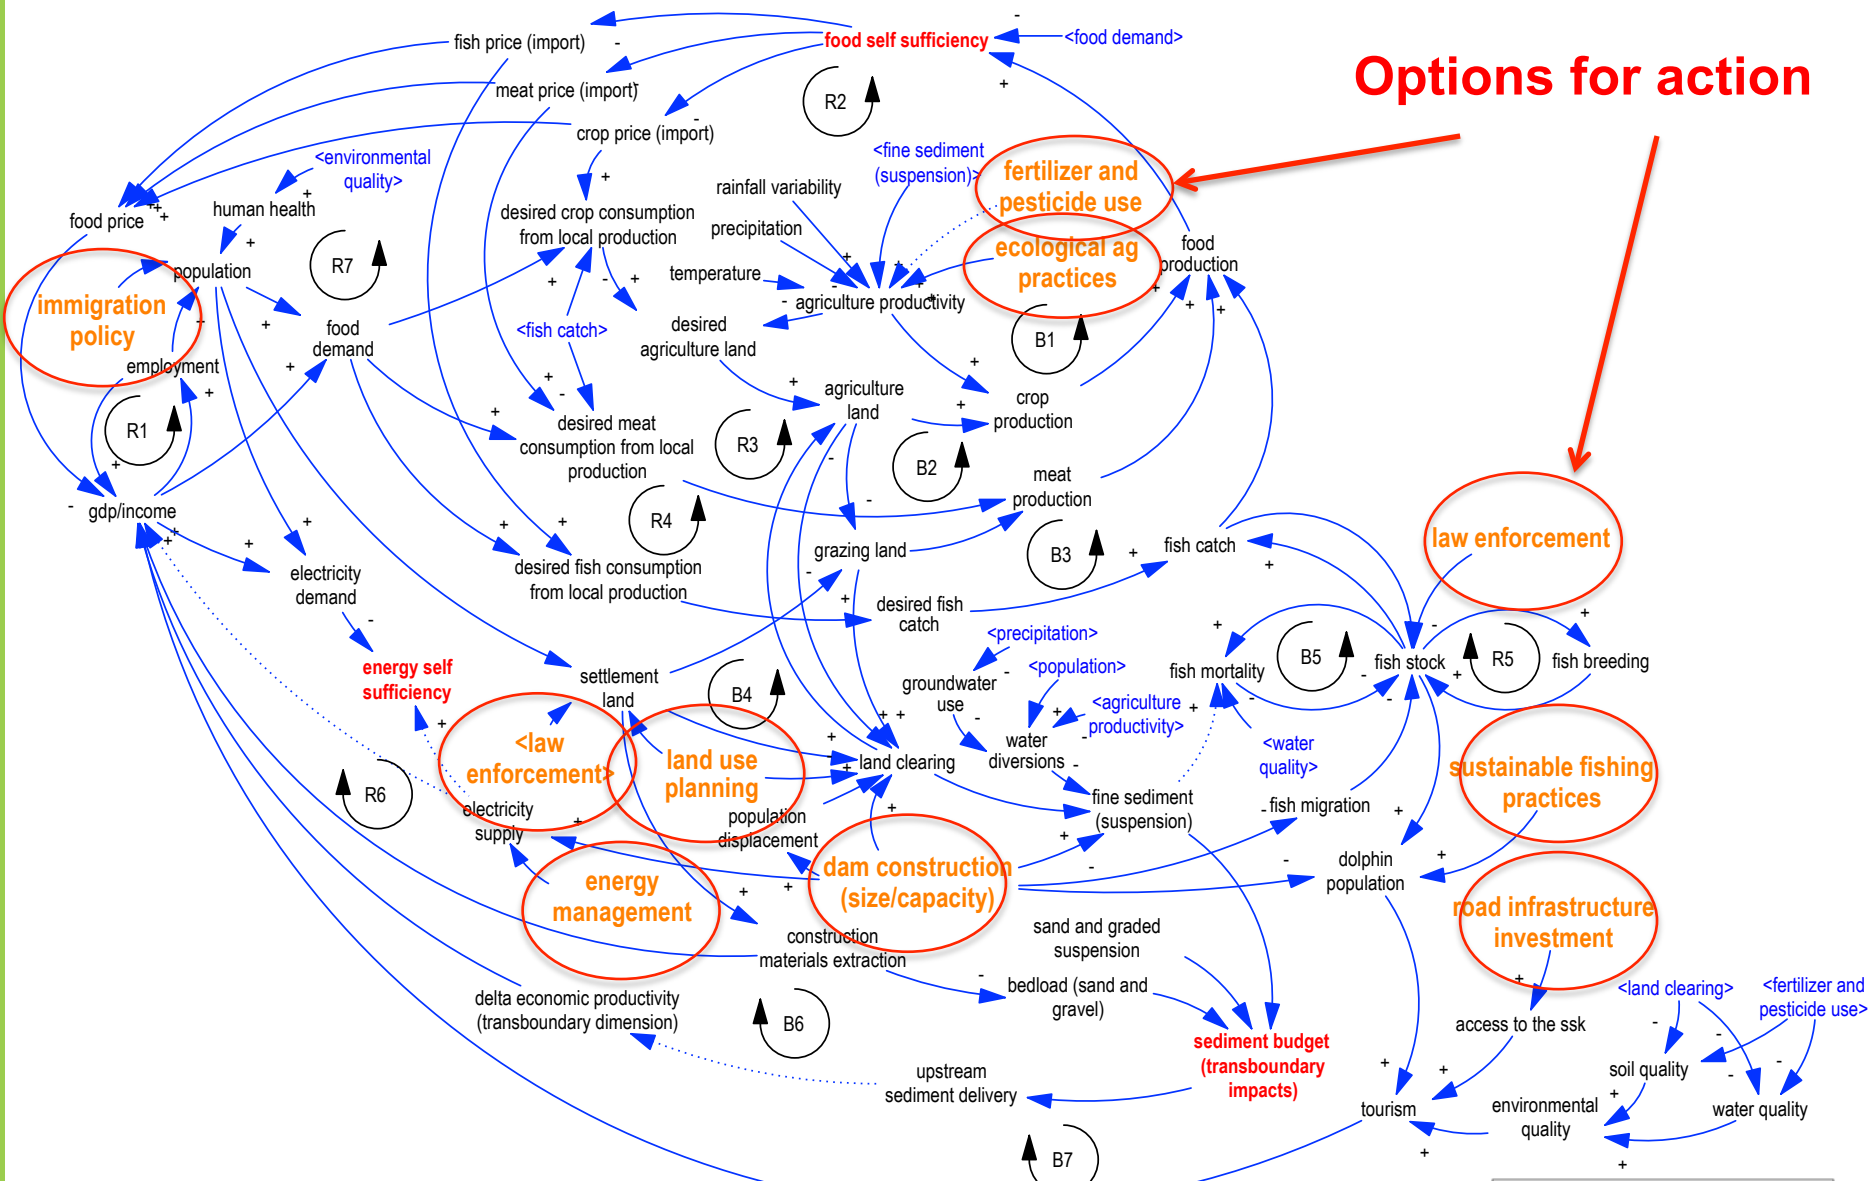 fish price (import)
food self sufficiency
<food demand>
Options for action
meat price (import)
R2
crop price (import)
<environmental
quality>
<fine sediment
(suspension)>
fertilizer and
pesticide use
rainfall variability
food price
human health
desired crop consumption
from local production
precipitation
ecological ag
practices
food
production
R7
population
temperature
agriculture productivity
immigration
policy
food
demand
<fish catch>
desired
agriculture land
B1
employment
agriculture
land
crop
production
R1
desired meat
consumption from local
production
R3
B2
meat
production
gdp/income
R4
grazing land
B3
fish catch
law enforcement
electricity
demand
desired fish consumption
from local production
desired fish
catch
<precipitation>
<population>
B5
fish stock
R5
fish breeding
fish mortality
energy self
sufficiency
settlement
land
B4
groundwater
use
<agriculture
productivity>
<law
enforcement>
land use
planning
land clearing
water
diversions
<water
quality>
sustainable fishing
practices
R6
electricity
supply
population
displacement
fine sediment
(suspension)
fish migration
dam construction
(size/capacity)
dolphin
population
energy
management
road infrastructure
investment
construction
materials extraction
sand and graded
suspension
delta economic productivity
(transboundary dimension)
bedload (sand and
gravel)
<land clearing>
<fertilizer and
pesticide use>
B6
access to the ssk
sediment budget
(transboundary
impacts)
upstream
sediment delivery
soil quality
tourism
environmental
quality
water quality
B7